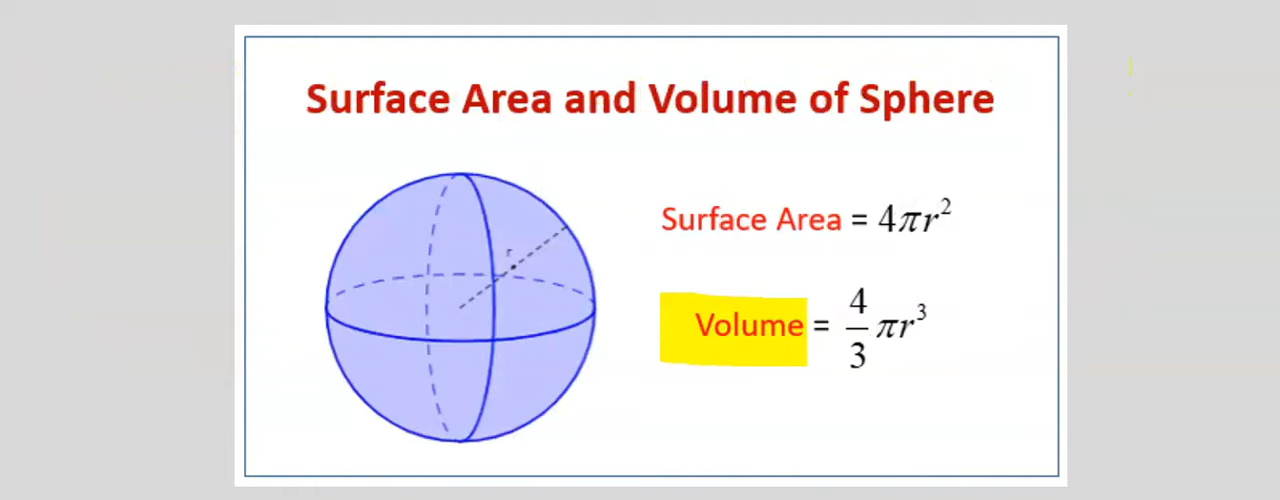 Surface Area and Volume of Sphere
r
Surface Area = 4πr²
Volume = 4/3 πr³